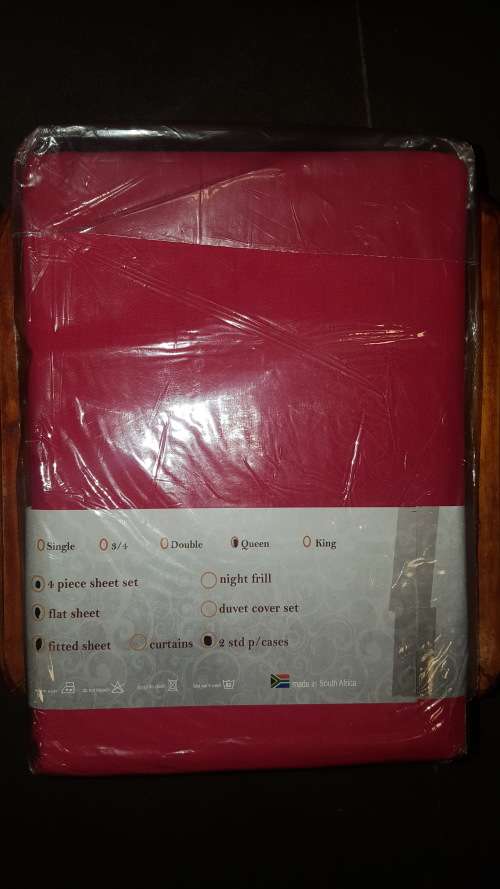 Single 3/4 Double Queen King
4 piece sheet set night frill
flat sheet duvet cover set
fitted sheet curtains 2 std p/cases
made in South Africa